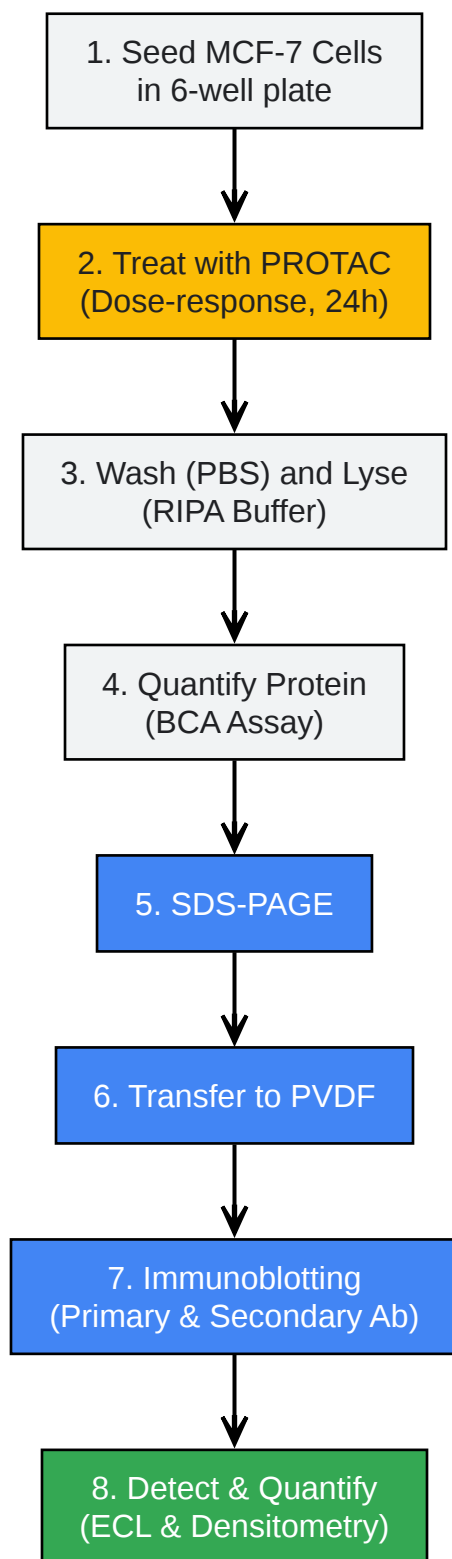 1. Seed MCF-7 Cells
in 6-well plate
2. Treat with PROTAC
(Dose-response, 24h)
3. Wash (PBS) and Lyse
(RIPA Buffer)
4. Quantify Protein
(BCA Assay)
5. SDS-PAGE
6. Transfer to PVDF
7. Immunoblotting
(Primary & Secondary Ab)
8. Detect & Quantify
(ECL & Densitometry)